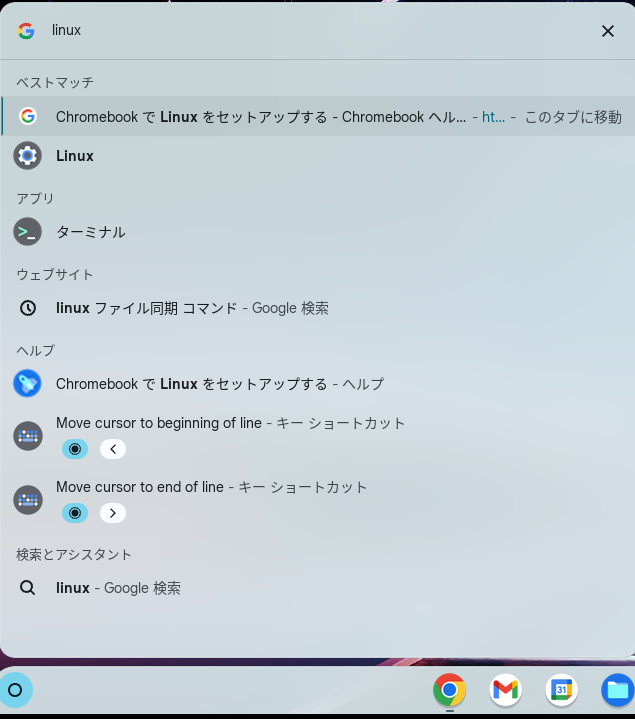 linux
ベストマッチ
Chromebook で Linux をセットアップする - Chromebook ヘル... - ht... - このタブに移動
Linux
アプリ
>_
ターミナル
ウェブサイト
linux ファイル同期 コマンド - Google 検索
ヘルプ
Chromebook で Linux をセットアップする - ヘルプ
Move cursor to beginning of line - キー ショートカット
Move cursor to end of line - キー ショートカット
検索とアシスタント
linux - Google 検索
31